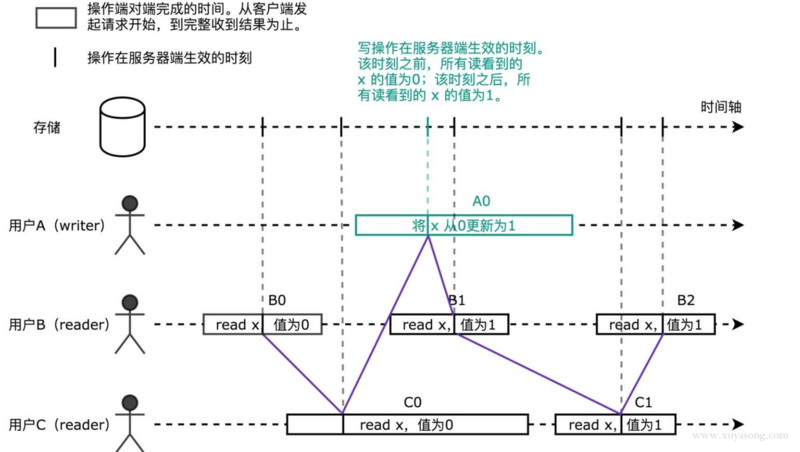 操作端对端完成的时间。从客户端发
起请求开始，到完整收到结果为止。
操作在服务器端生效的时刻
写操作在服务器端生效的时刻。
该时刻之前，所有读看到的
x 的值为0；该时刻之后，所
有读看到的 x 的值为1。
时间轴
存储
A0
用户A（writer）
将 x 从0更新为1
B0
B1
B2
用户B（reader）
read x，值为0
read x，值为1
read x，值为1
C0
C1
用户C（reader）
read x，值为0
read x，值为1
www.xuyasong.com